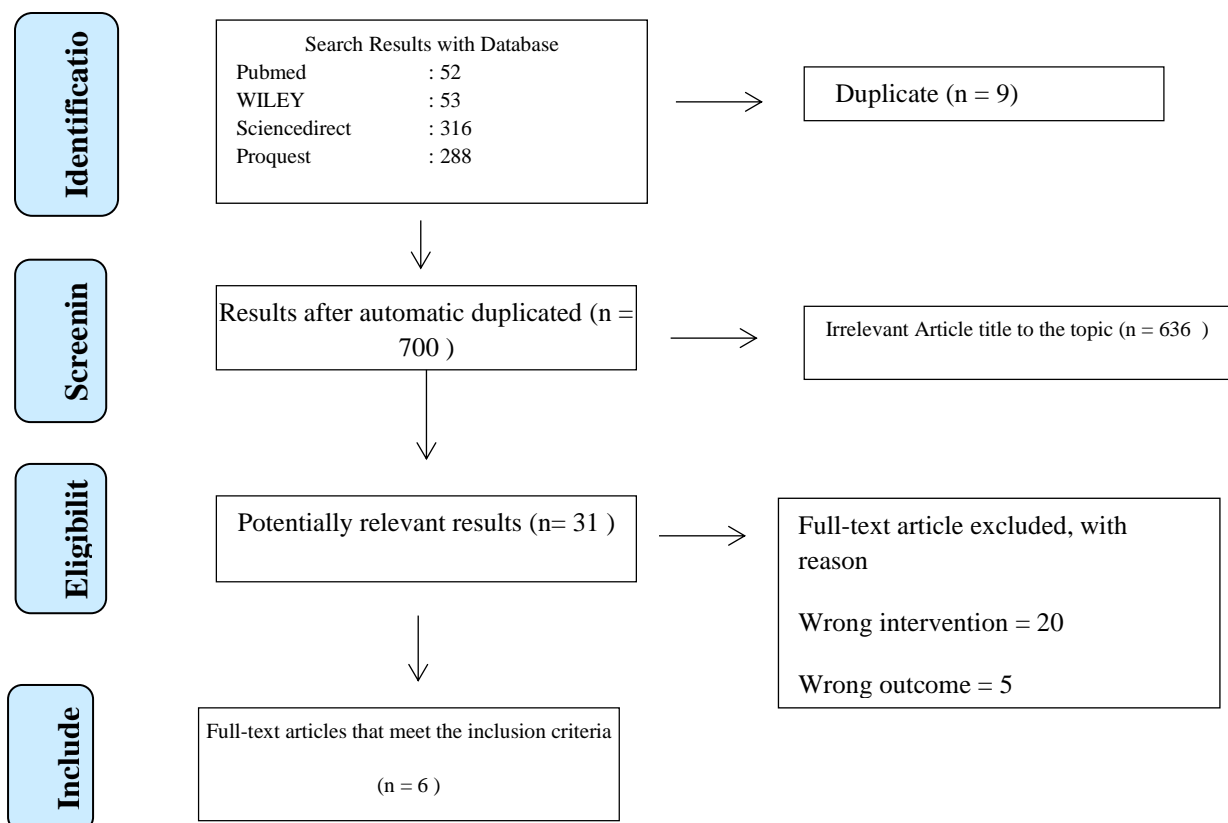 Identificatio
Search Results with Database
Pubmed : 52
WILEY : 53
Sciencedirect : 316
Proquest : 288
Duplicate (n = 9)
Screenin
Results after automatic duplicated (n =
700 )
Irrelevant Article title to the topic (n = 636 )
Eligibilit
Potentially relevant results (n= 31 )
Full-text article excluded, with
reason
Wrong intervention = 20
Wrong outcome = 5
Include
Full-text articles that meet the inclusion criteria
(n = 6 )